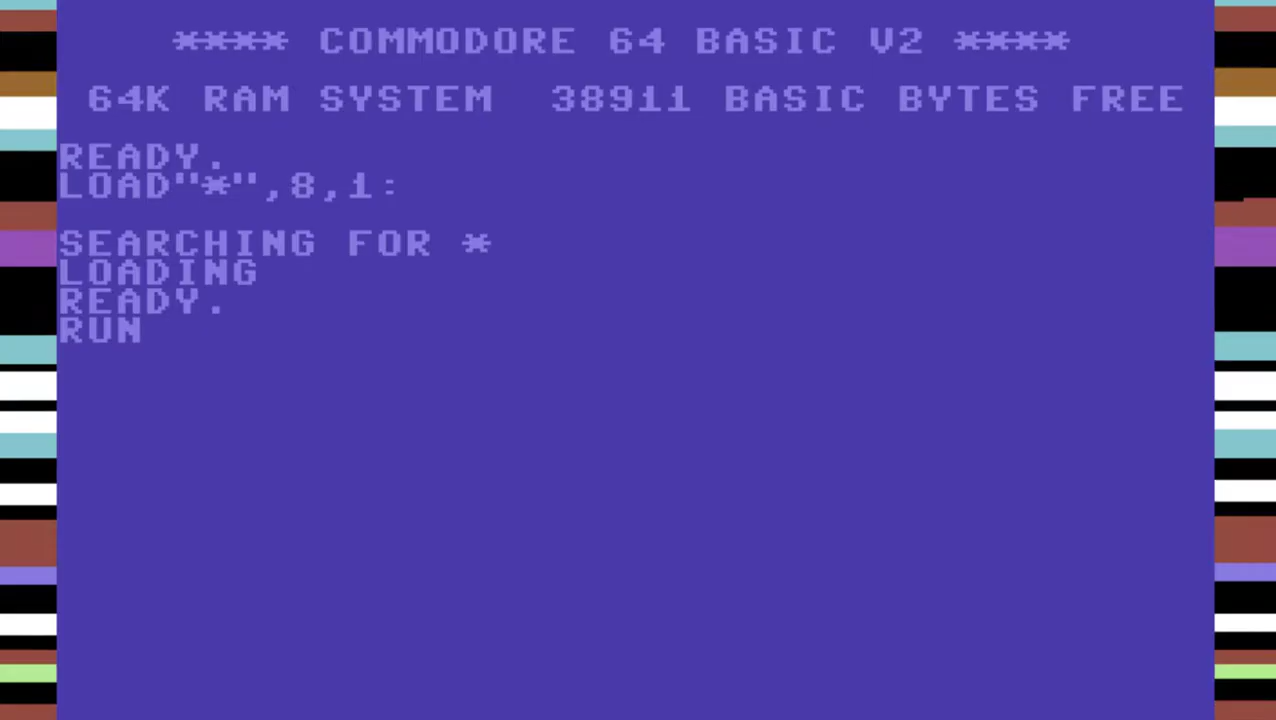 **** COMMODORE 64 BASIC V2 ****
64K RAM SYSTEM  38911 BASIC BYTES FREE
READY.
LOAD"*",8,1:
SEARCHING FOR *
LOADING
READY.
RUN